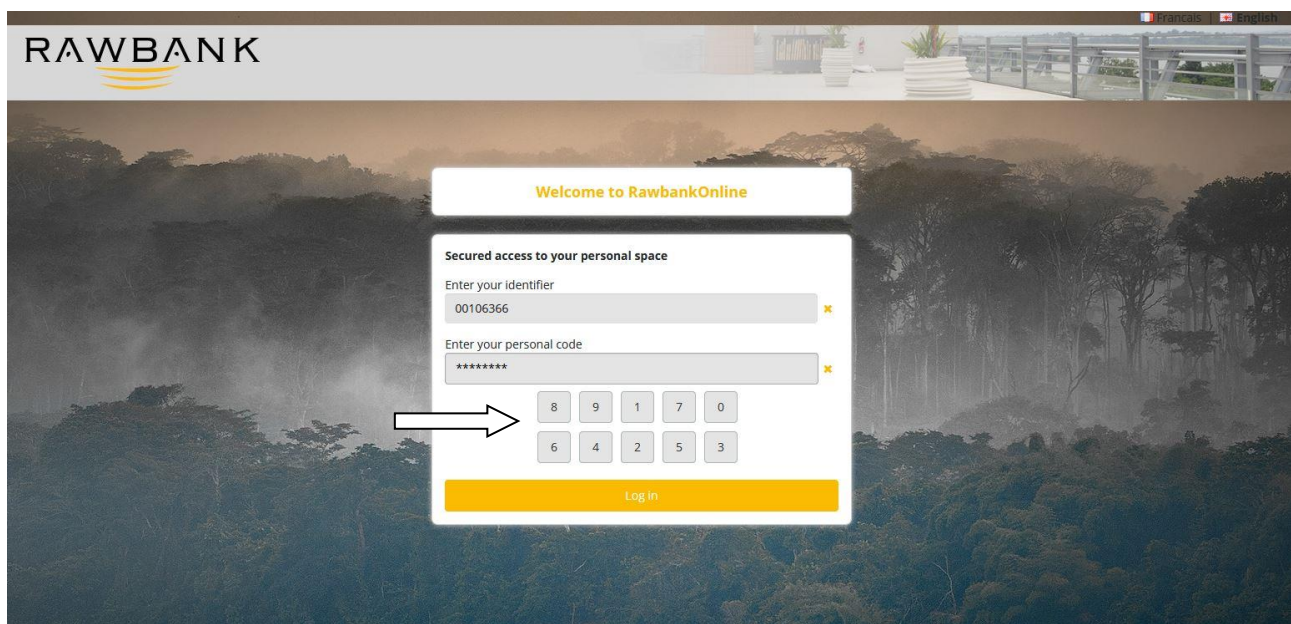 Francais | English
RAWBANK
Welcome to RawbankOnline
Secured access to your personal space
Enter your identifier
00106366
Enter your personal code
********
8 9 1 7 0
6 4 2 5 3
Log in